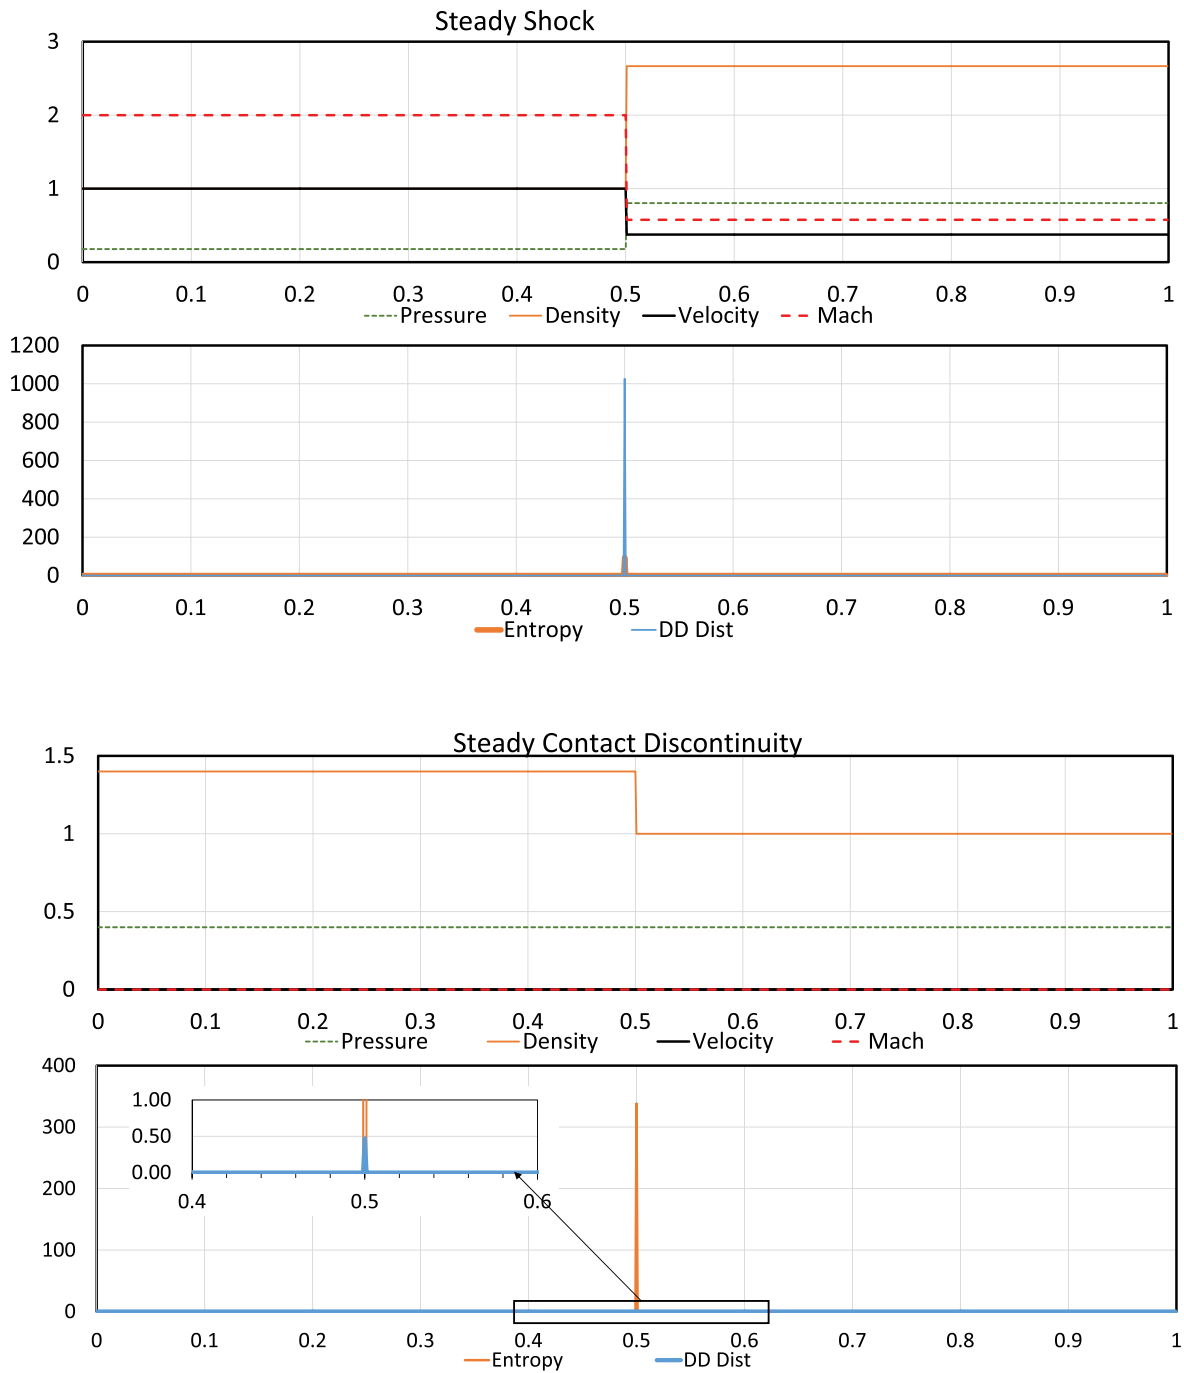 Steady Shock
3
2
1
0
0 0.1 0.2 0.3 0.4 0.5 0.6 0.7 0.8 0.9 1
Pressure Density Velocity Mach
1200
1000
800
600
400
200
0
0 0.1 0.2 0.3 0.4 0.5 0.6 0.7 0.8 0.9 1
Entropy DD Dist
Steady Contact Discontinuity
1.5
1
0.5
0
0 0.1 0.2 0.3 0.4 0.5 0.6 0.7 0.8 0.9 1
Pressure Density Velocity Mach
400
300
200
100
0
1.00
0.50
0.00
0.4 0.5 0.6
0 0.1 0.2 0.3 0.4 0.5 0.6 0.7 0.8 0.9 1
Entropy DD Dist